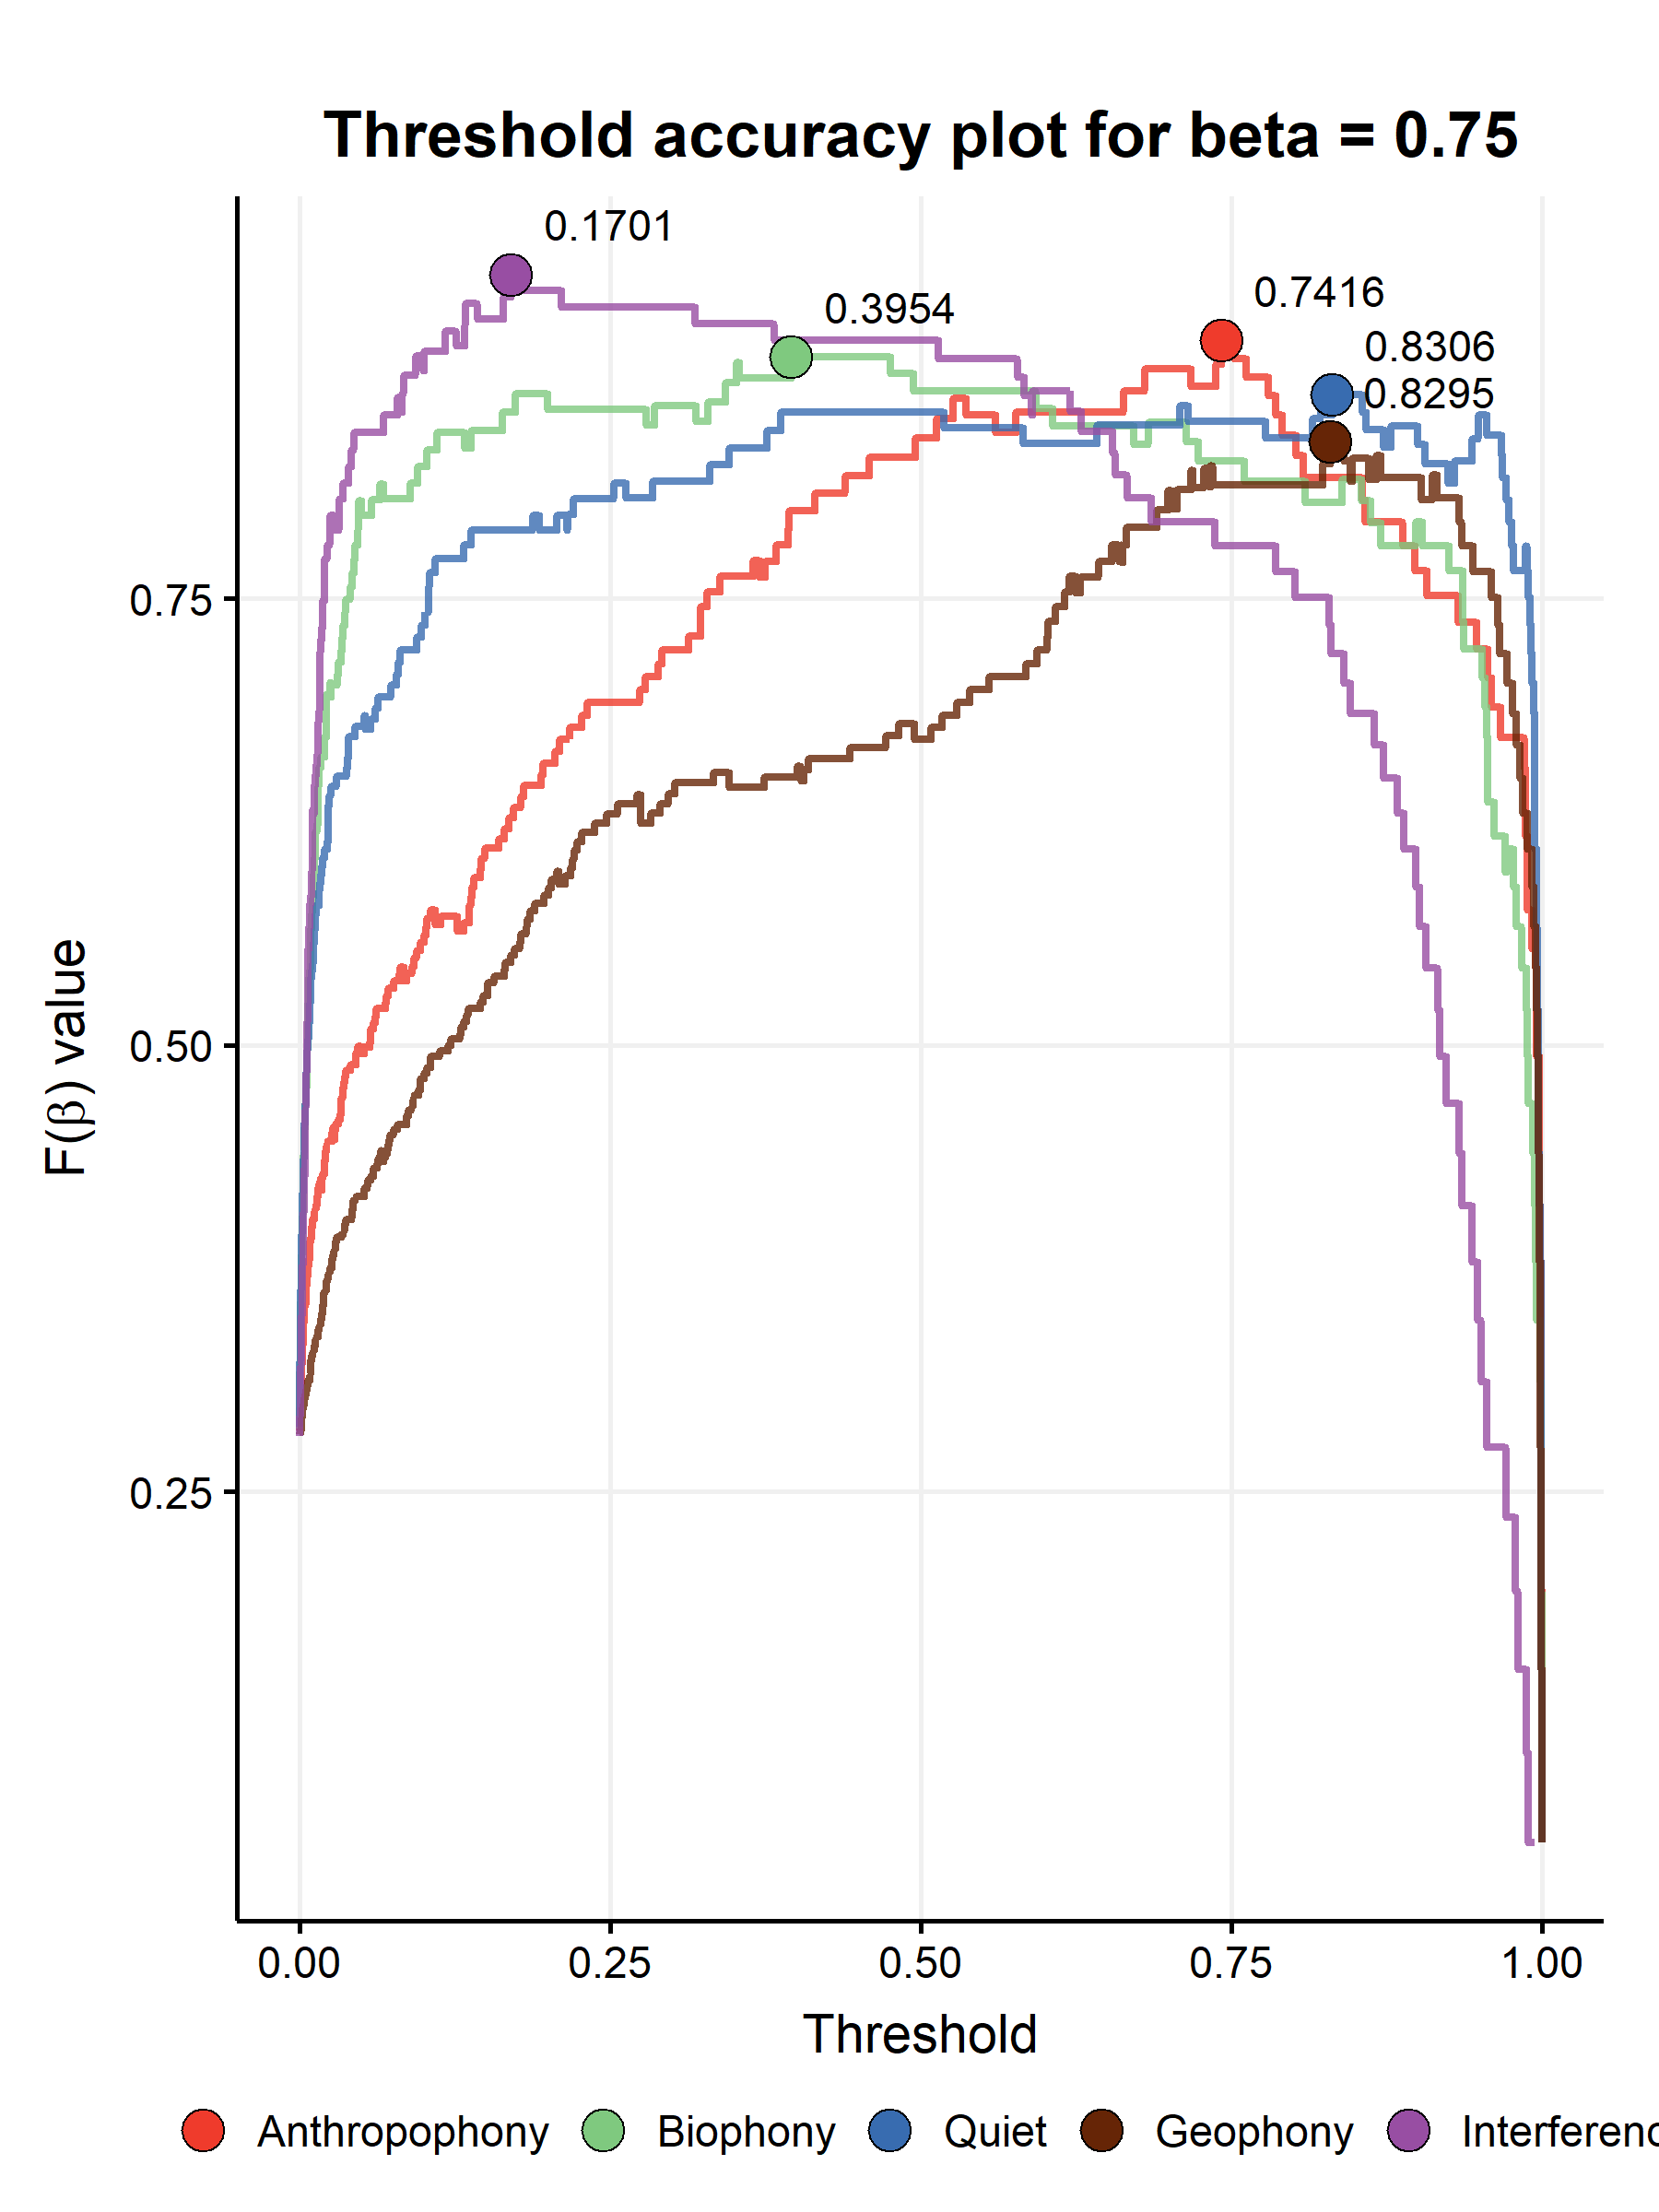 Threshold accuracy plot for beta = 0.75
0.1701
0.7416
0.3954
0.8306
0.8295
0.75
0.50
0.25
F(β) value
0.00 0.25 0.50 0.75 1.00
Threshold
Anthropophony Biophony Quiet Geophony Interferenc